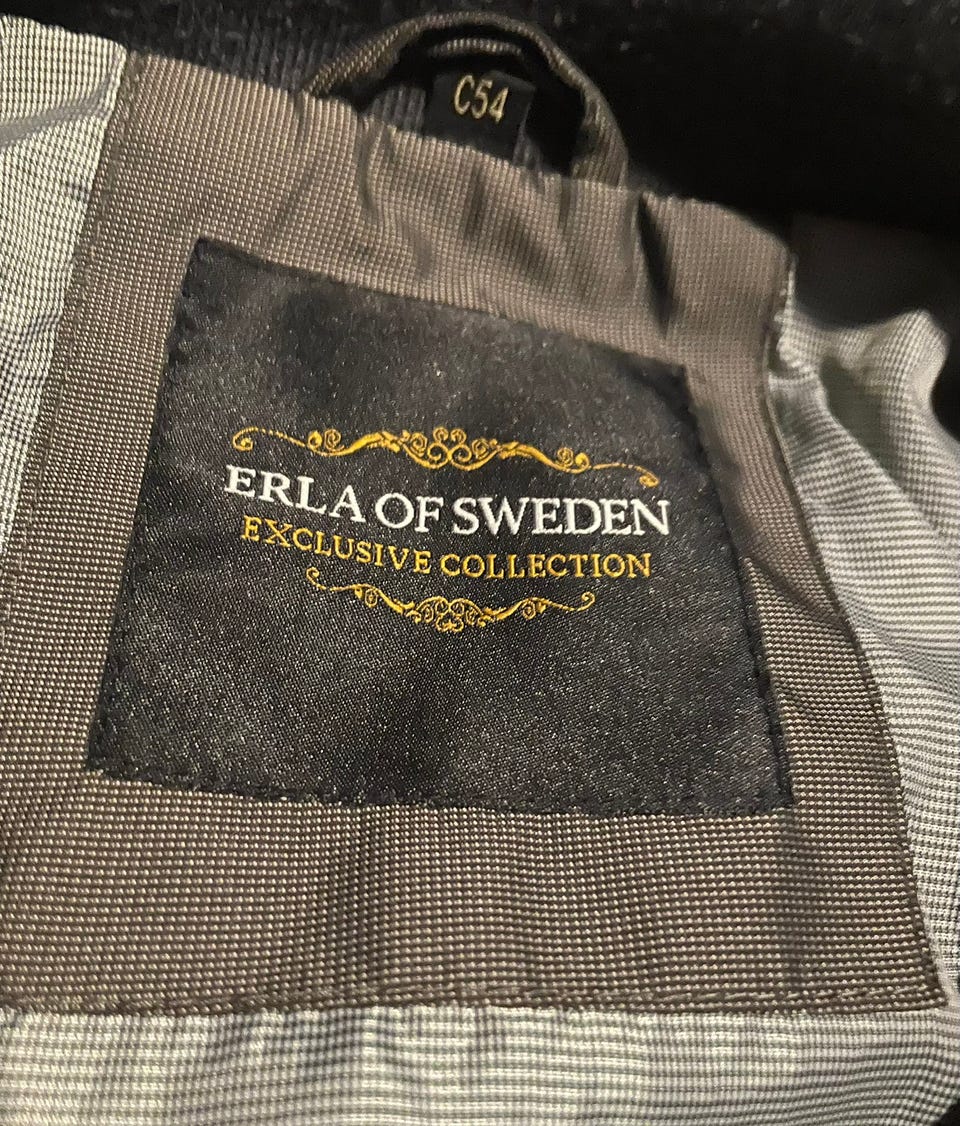 C54
ERLA OF SWEDEN
EXCLUSIVE COLLECTION